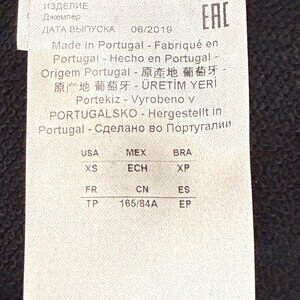 ИЗДЕЛИЕ
Джемпер
ДАТА ВЫПУСКА 06/2019
EAC
Made in Portugal - Fabriqué en
Portugal - Hecho en Portugal -
Origem Portugal - 原產地 葡萄牙
- 原产地 葡萄牙 - ÜRETİM YERİ
Portekiz - Vyrobeno v
PORTUGALSKO - Hergestellt in
Portugal - Сделано во Португалии
USA MEX BRA
XS ECH XP
FR CN ES
TP 165/84A EP